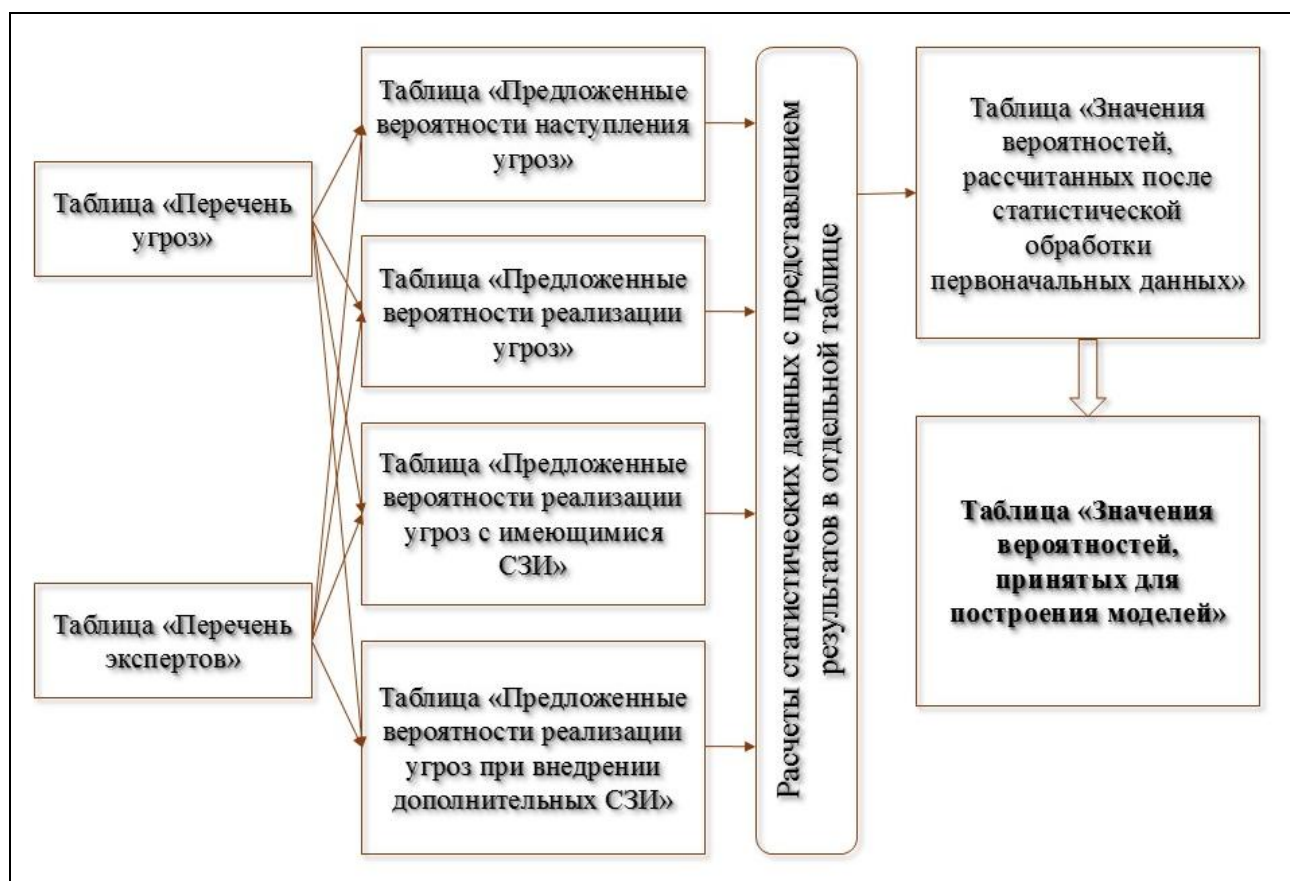 Таблица «Перечень
угроз»
Таблица «Перечень
экспертов»
Таблица «Предложенные
вероятности наступления
угроз»
Таблица «Предложенные
вероятности реализации
угроз»
Таблица «Предложенные
вероятности реализации
угроз с имеющимися
СЗИ»
Таблица «Предложенные
вероятности реализации
угроз при внедрении
дополнительных СЗИ»
Расчеты статистических данных с представлением
результатов в отдельной таблице
Таблица «Значения
вероятностей,
рассчитанных после
статистической
обработки
первоначальных данных»
Таблица «Значения
вероятностей,
принятых для
построения моделей»